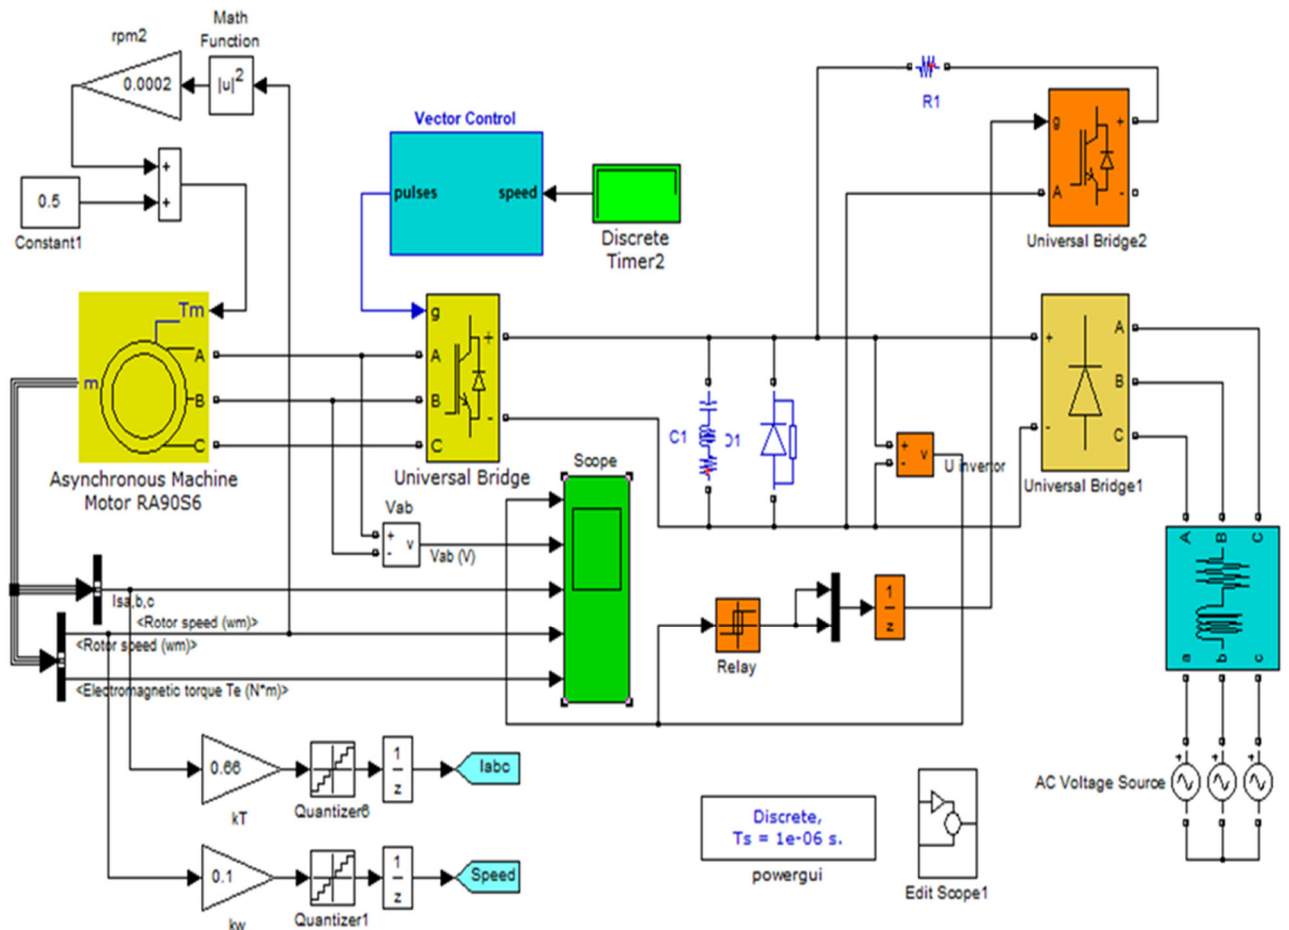 rpm2
Math
Function
0.0002
|u|²
R1
Vector Control
pulses
speed
g
+
A
-
Universal Bridge2
+
+
0.5
Constant1
Discrete
Timer2
Tm
A
m
B
C
Asynchronous Machine
Motor RA90S6
g
A
+
B
-
C
Universal Bridge
C1
D1
+
-
v
U invertor
+
A
B
-
C
Universal Bridge1
Scope
Vab
+
-
v
Vab (V)
Isa,b,c
<Rotor speed (wm)>
<Rotor speed (wm)>
<Electromagnetic torque Te (N*m)>
Relay
1
z
A
B
C
a
b
c
AC Voltage Source
+
0.66
kT
Quantizer6
1
z
Iabc
0.1
kw
Quantizer1
1
z
Speed
Discrete,
Ts = 1e-06 s.
powergui
Edit Scope1